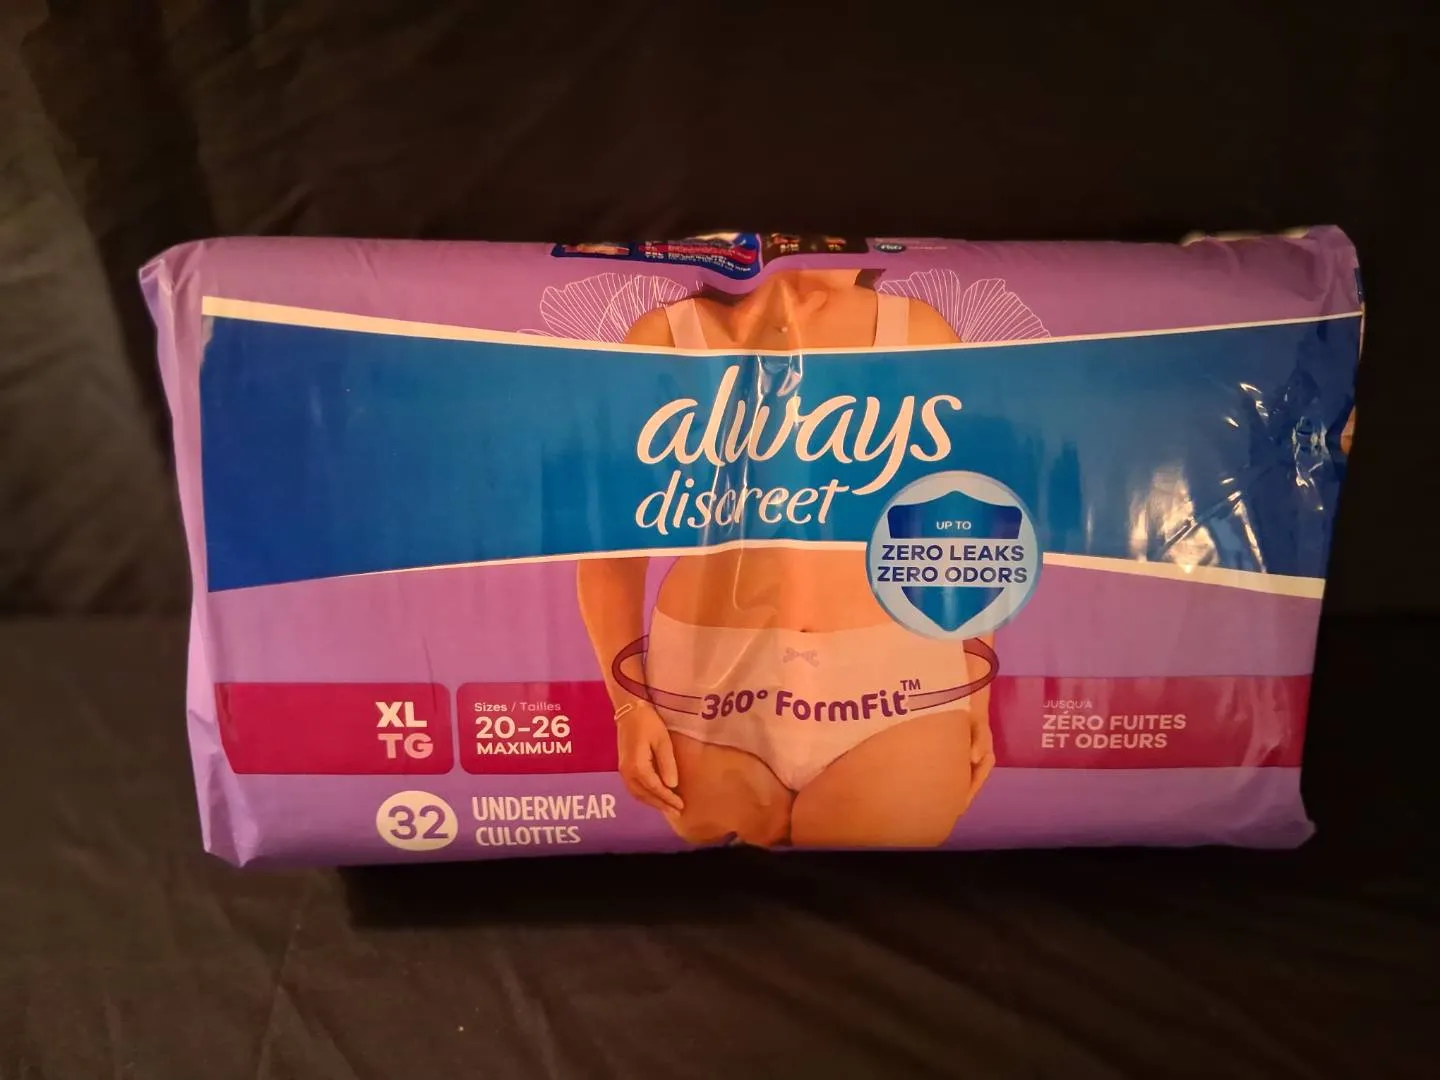 always
discreet
UP TO
ZERO LEAKS
ZERO ODORS
360° FormFit™
XL
TG
Sizes / Tailles
20-26
MAXIMUM
JUSQU'À
ZÉRO FUITES
ET ODEURS
32
UNDERWEAR
CULOTTES